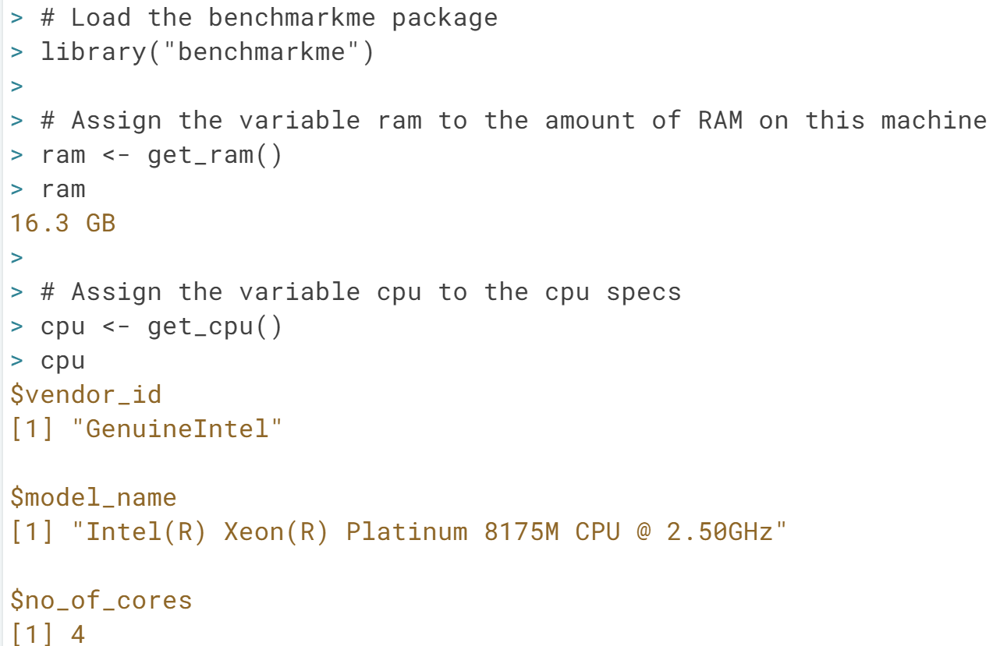 > # Load the benchmarkme package
> library("benchmarkme")
>
> # Assign the variable ram to the amount of RAM on this machine
> ram <- get_ram()
> ram
16.3 GB
>
> # Assign the variable cpu to the cpu specs
> cpu <- get_cpu()
> cpu
$vendor_id
[1] "GenuineIntel"

$model_name
[1] "Intel(R) Xeon(R) Platinum 8175M CPU @ 2.50GHz"

$no_of_cores
[1] 4